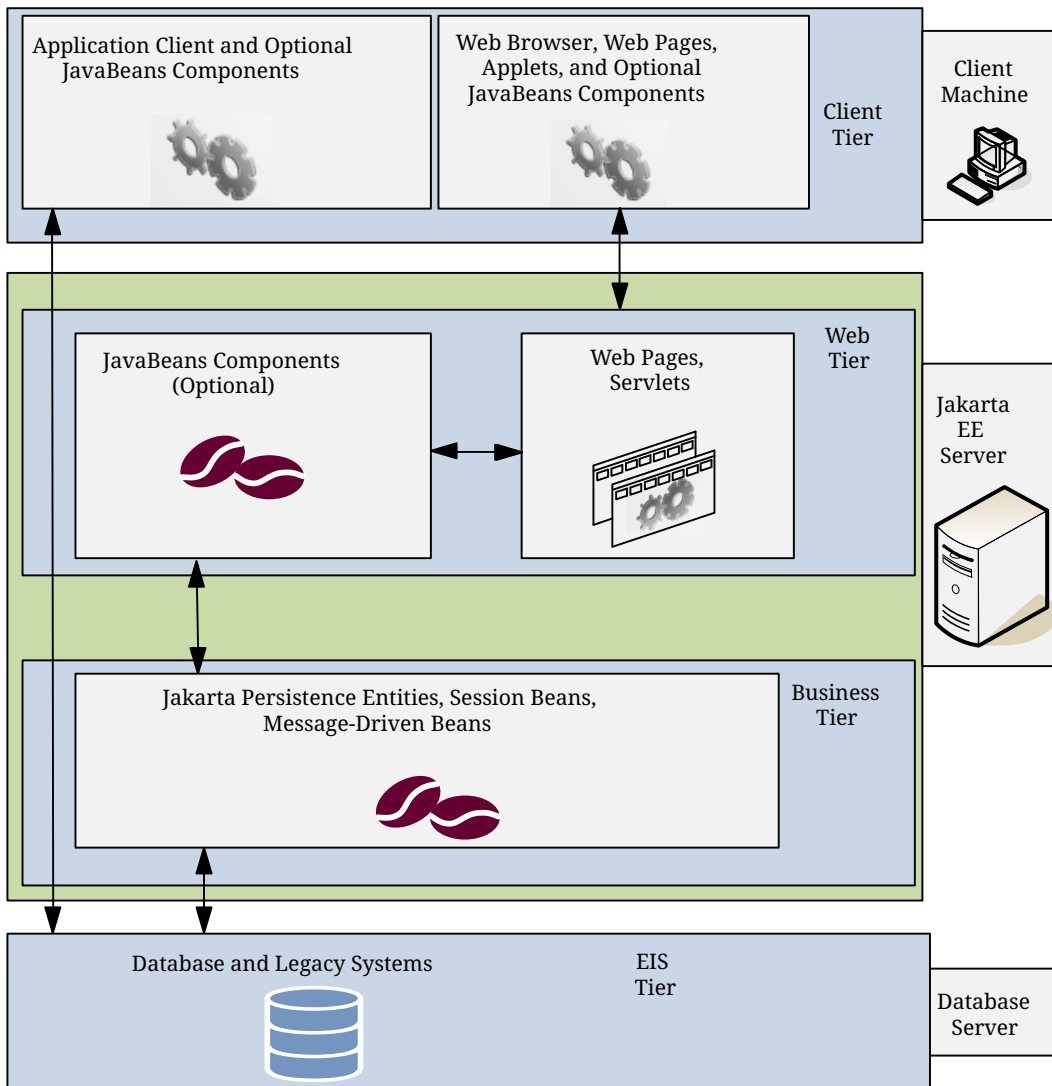 Application Client and Optional
JavaBeans Components
Web Browser, Web Pages,
Applets, and Optional
JavaBeans Components
Client
Tier
Client
Machine
JavaBeans Components
(Optional)
Web Pages,
Servlets
Web
Tier
Jakarta
EE
Server
Jakarta Persistence Entities, Session Beans,
Message-Driven Beans
Business
Tier
Database and Legacy Systems
EIS
Tier
Database
Server